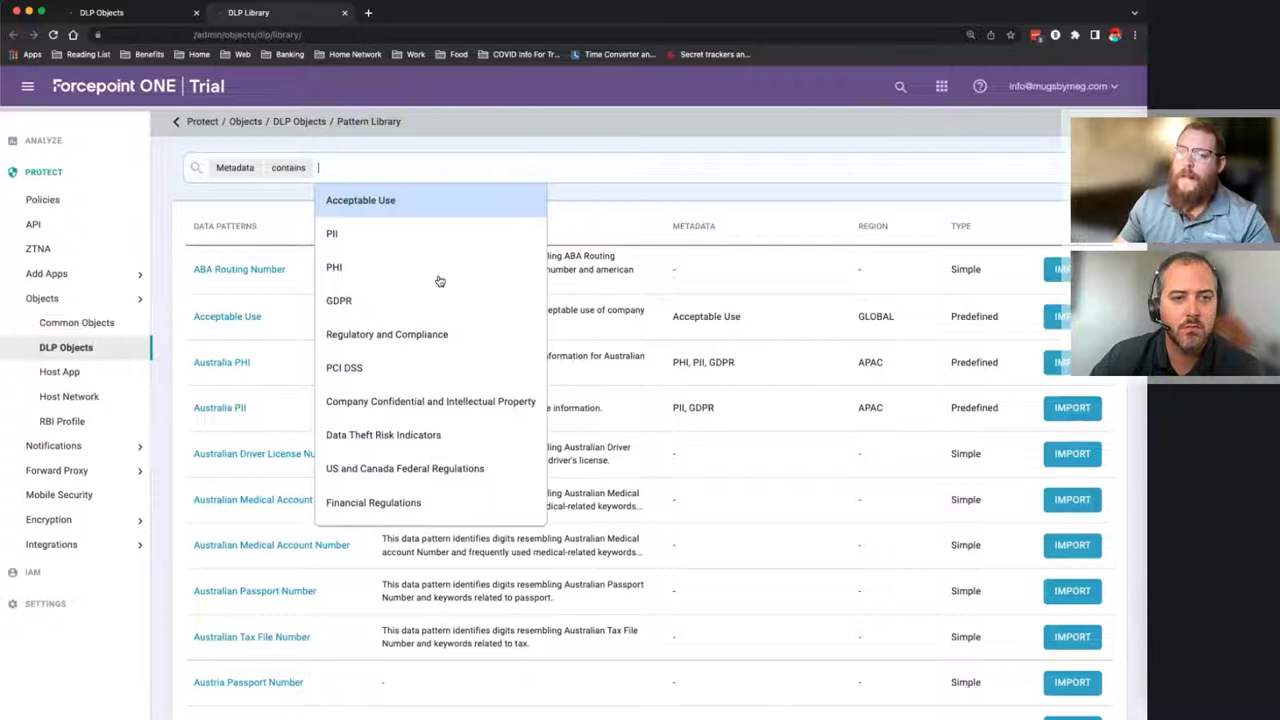 DLP Objects
DLP Library
/admin/objects/dlp/library/
Apps
Reading List
Benefits
Home
Web
Banking
Home Network
Work
Food
COVID Info For Tr...
Time Converter an...
Secret trackers an...
Forcepoint ONE | Trial
info@mugsbymeg.com
ANALYZE
PROTECT
Policies
API
ZTNA
Add Apps
Objects
Common Objects
DLP Objects
Host App
Host Network
RBI Profile
Notifications
Forward Proxy
Mobile Security
Encryption
Integrations
IAM
SETTINGS
Protect / Objects / DLP Objects / Pattern Library
Metadata contains
Acceptable Use
PII
PHI
GDPR
Regulatory and Compliance
PCI DSS
Company Confidential and Intellectual Property
Data Theft Risk Indicators
US and Canada Federal Regulations
Financial Regulations
DATA PATTERNS METADATA REGION TYPE
ABA Routing Number ling ABA Routing - - Simple
number and american
Acceptable Use eptable use of company Acceptable Use GLOBAL Predefined
Australia PHI ormation for Australian PHI, PII, GDPR APAC Predefined
Australia PII e information. PII, GDPR APAC Predefined IMPORT
Australian Driver License Nu ling Australian Driver - - Simple IMPORT
driver's license.
Australian Medical Account ling Australian Medical - - Simple IMPORT
dical-related keywords...
Australian Medical Account Number This data pattern identifies digits resembling Australian Medical - - Simple IMPORT
account Number and frequently used medical-related keywords...
Australian Passport Number This data pattern identifies digits resembling Australian Passport - - Simple IMPORT
Number and keywords related to passport.
Australian Tax File Number This data pattern identifies digits resembling Australian Tax File - - Simple IMPORT
Number and keywords related to tax.
Austria Passport Number - - - Simple IMPORT